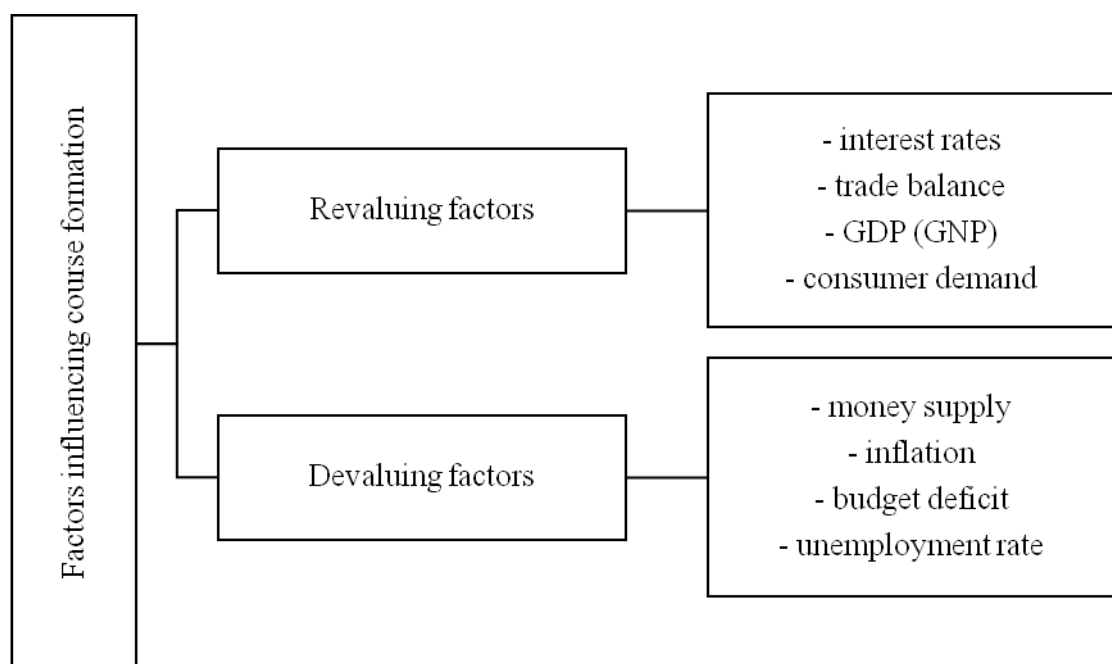 Factors influencing course formation
Revaluing factors
- interest rates
- trade balance
- GDP (GNP)
- consumer demand
Devaluing factors
- money supply
- inflation
- budget deficit
- unemployment rate